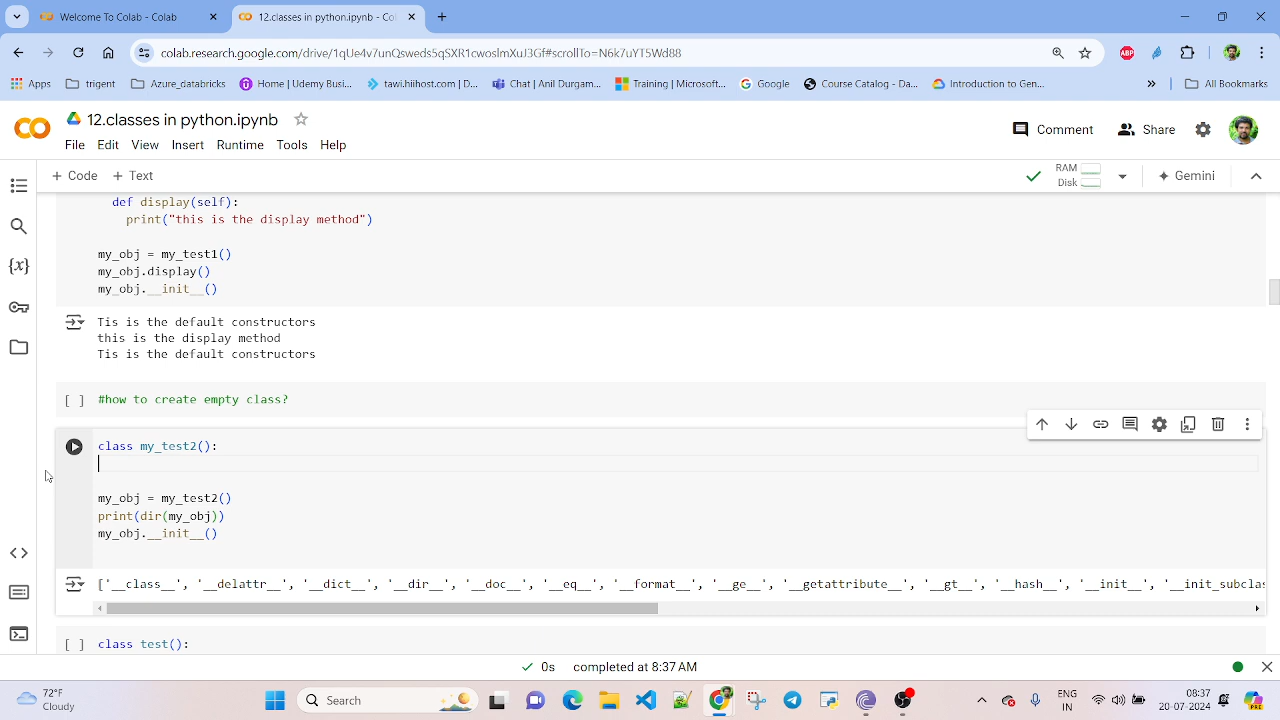 Welcome To Colab - Colab
12.classes in python.ipynb - Col
colab.research.google.com/drive/1qUe4v7unQsweds5qSXR1cwoslmXuJ3Gf#scrollTo=N6k7uYT5Wd88
Apps
trigent
Azure_databricks
Home | Udemy Busi...
tawi.hiihost.com | D...
Chat | Anil Durgam...
Training | Microsoft...
Google
Course Catalog - Da...
Introduction to Gen...
»
All Bookmarks
12.classes in python.ipynb
Comment
Share
File Edit View Insert Runtime Tools Help
+ Code + Text
RAM
Disk
Gemini
def display(self):
print("this is the display method")
my_obj = my_test1()
my_obj.display()
my_obj.__init__()
Tis is the default constructors
this is the display method
Tis is the default constructors
[ ] #how to create empty class?
class my_test2():
my_obj = my_test2()
print(dir(my_obj))
my_obj.__init__()
['__class__', '__delattr__', '__dict__', '__dir__', '__doc__', '__eq__', '__format__', '__ge__', '__getattribute__', '__gt__', '__hash__', '__init__', '__init_subclas
[ ] class test():
0s completed at 8:37 AM
72°F
Cloudy
Search
ENG
IN
08:37
20-07-2024